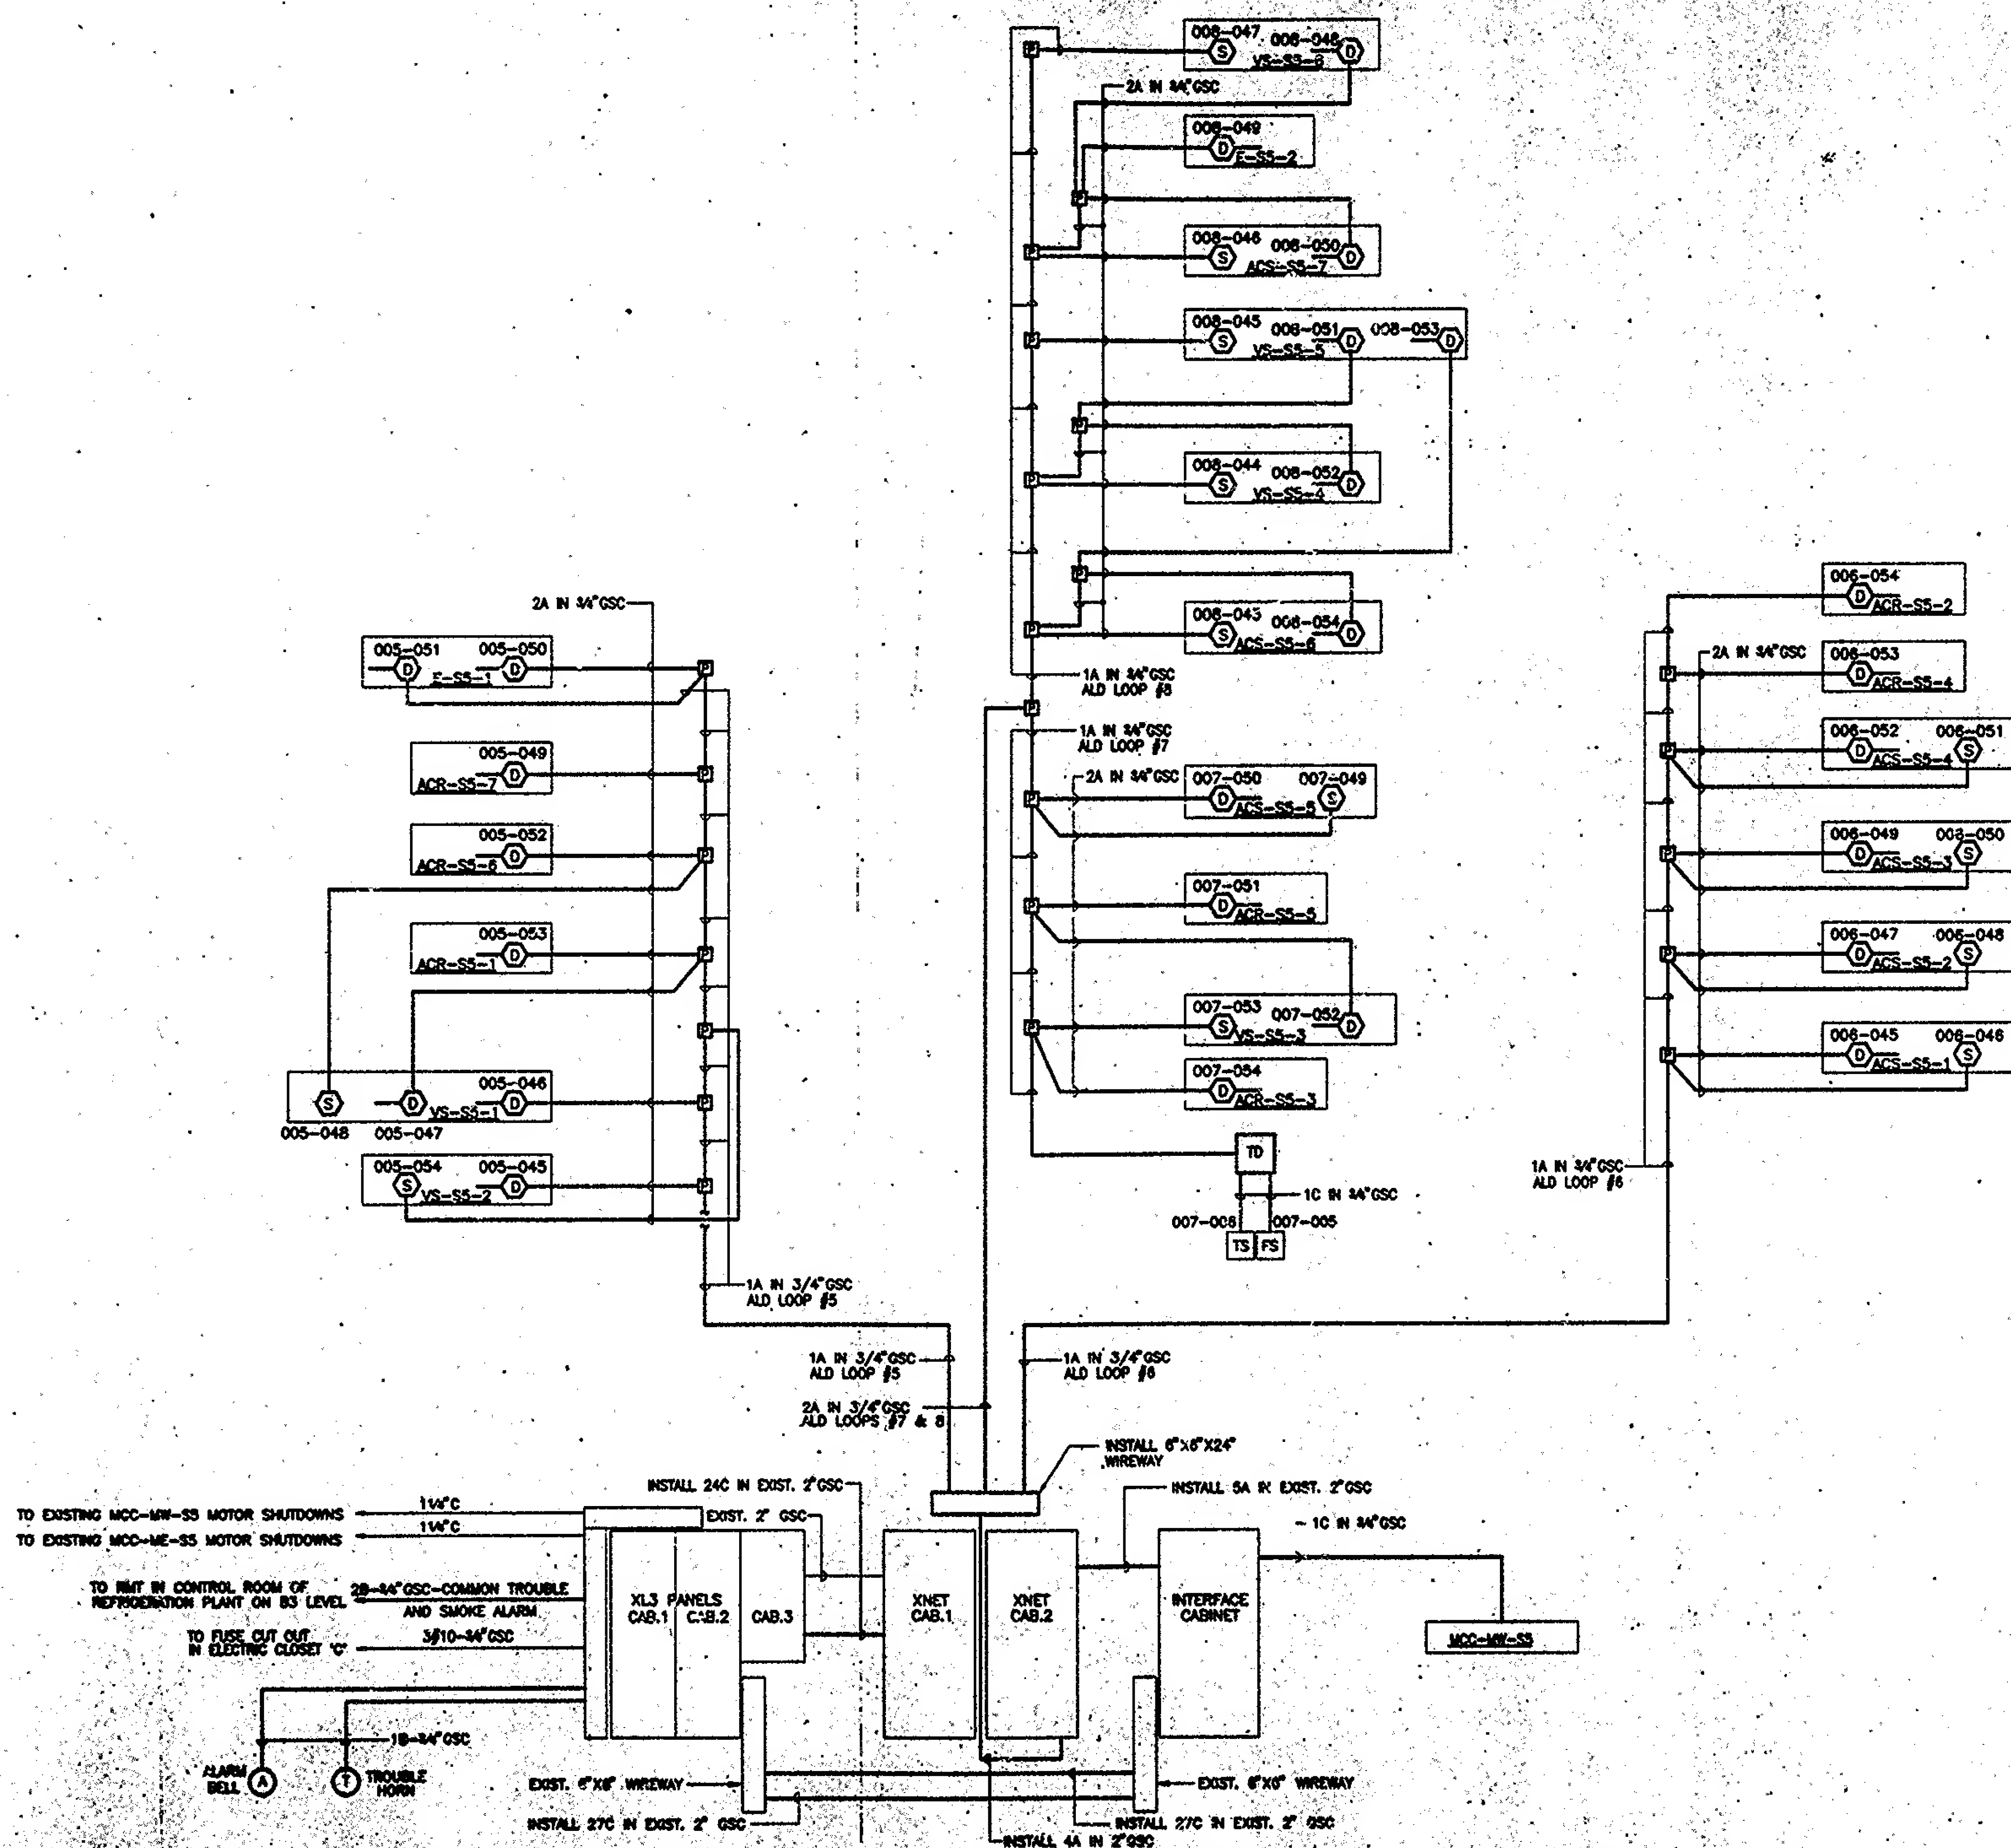 008-047 008-048
S D
VS-S5-8
P
2A IN 3/4"GSC
008-049
D
E-S5-2
P
008-046 008-050
S D
ACS-S5-7
P
008-045 008-051 008-053
S D D
VS-S5-5
P
P
008-044 008-052
S D
VS-S5-4
P
P
008-043 008-054
S D
ACS-S5-6
P
1A IN 3/4"GSC
ALD LOOP #8
P
1A IN 3/4"GSC
ALD LOOP #7
2A IN 3/4"GSC
007-050 007-049
D S
ACS-S5-5
P
007-051
D
ACR-S5-5
P
007-053 007-052
S D
VS-S5-3
P
007-054
D
ACR-S5-3
TD
1C IN 3/4"GSC
007-006 007-005
TS FS
2A IN 3/4"GSC
005-051 005-050
D D
E-S5-1
P
005-049
D
ACR-S5-7
P
005-052
D
ACR-S5-6
P
005-053
D
ACR-S5-1
P
P
005-046
S D D
VS-S5-1
P
005-048 005-047
005-054 005-045
S D
VS-S5-2
P
1A IN 3/4"GSC
ALD LOOP #5
006-054
D
ACR-S5-2
2A IN 3/4"GSC
006-053
D
ACR-S5-4
P
006-052 006-051
D S
ACS-S5-4
P
006-049 006-050
D S
ACS-S5-3
P
006-047 006-048
D S
ACS-S5-2
P
006-045 006-046
D S
ACS-S5-1
P
1A IN 3/4"GSC
ALD LOOP #6
1A IN 3/4"GSC
ALD LOOP #5
1A IN 3/4"GSC
ALD LOOP #6
2A IN 3/4"GSC
ALD LOOPS #7 & 8
INSTALL 6"X6"X24"
WIREWAY
INSTALL 24C IN EXIST. 2"GSC
INSTALL 5A IN EXIST. 2"GSC
EXIST. 2" GSC
1C IN 3/4"GSC
TO EXISTING MCC-MW-S5 MOTOR SHUTDOWNS
1 1/4"C
TO EXISTING MCC-ME-S5 MOTOR SHUTDOWNS
1 1/4"C
TO RMT IN CONTROL ROOM OF
REFRIGERATION PLANT ON B3 LEVEL
2B-3/4"GSC-COMMON TROUBLE
AND SMOKE ALARM
TO FUSE CUT OUT
IN ELECTRIC CLOSET "C"
3#10-3/4"GSC
XL3 PANELS
CAB.1 CAB.2
CAB.3
XNET
CAB.1
XNET
CAB.2
INTERFACE
CABINET
MCC-MW-S5
1B-3/4"GSC
ALARM
BELL
A
T
TROUBLE
HORN
EXIST. 6"X6" WIREWAY
EXIST. 6"X6" WIREWAY
INSTALL 27C IN EXIST. 2" GSC
INSTALL 27C IN EXIST. 2" GSC
INSTALL 4A IN 2"GSC